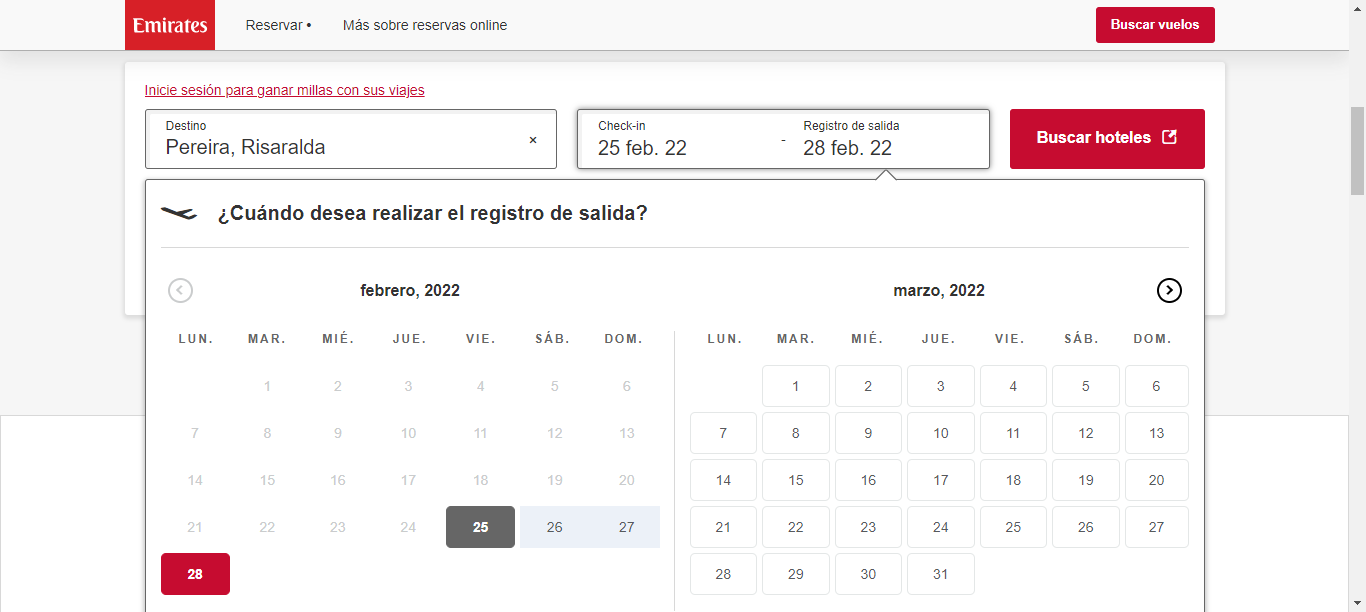 Emirates Reservar • Más sobre reservas online Buscar vuelos
Inicie sesión para ganar millas con sus viajes
Destino
Pereira, Risaralda ×
Check-in Registro de salida
25 feb. 22 - 28 feb. 22
Buscar hoteles
¿Cuándo desea realizar el registro de salida?
febrero, 2022
LUN. MAR. MIÉ. JUE. VIE. SÁB. DOM.
1 2 3 4 5 6
7 8 9 10 11 12 13
14 15 16 17 18 19 20
21 22 23 24 25 26 27
28
marzo, 2022
LUN. MAR. MIÉ. JUE. VIE. SÁB. DOM.
1 2 3 4 5 6
7 8 9 10 11 12 13
14 15 16 17 18 19 20
21 22 23 24 25 26 27
28 29 30 31